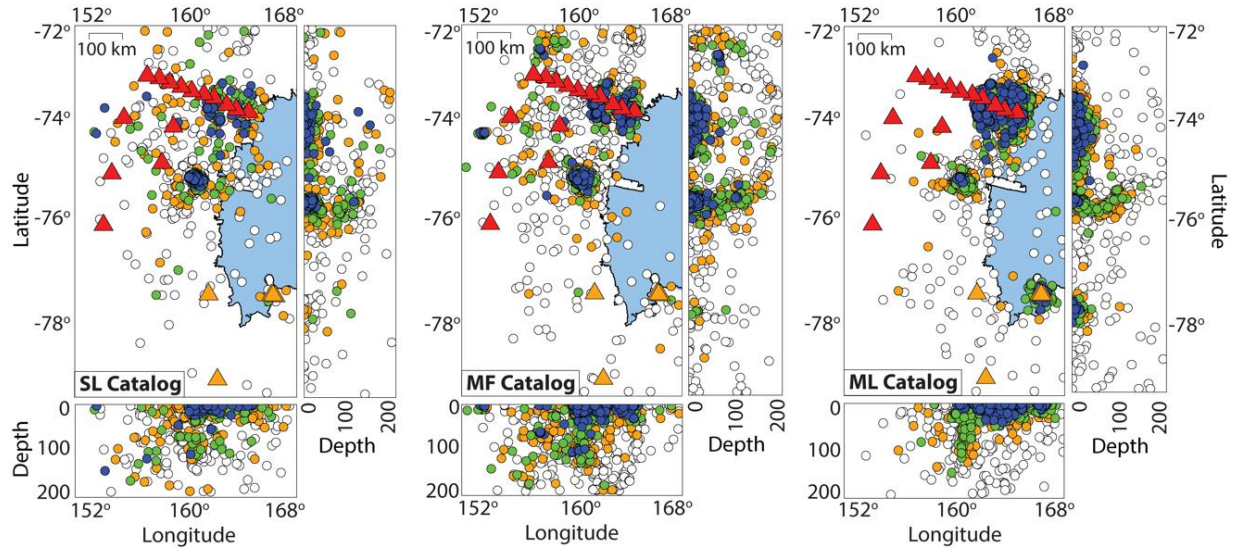 152° 160° 168°
-72°
100 km
-74°
-76°
-78°
Latitude
SL Catalog
0 100 200
Depth
0
100
200
Depth
152° 160° 168°
Longitude
152° 160° 168°
-72°
100 km
-74°
-76°
-78°
MF Catalog
0 100 200
Depth
0
100
200
152° 160° 168°
Longitude
152° 160° 168°
-72° -72°
100 km
-74° -74°
-76° -76°
-78° -78°
Latitude
ML Catalog
0 100 200
Depth
0
100
200
152° 160° 168°
Longitude